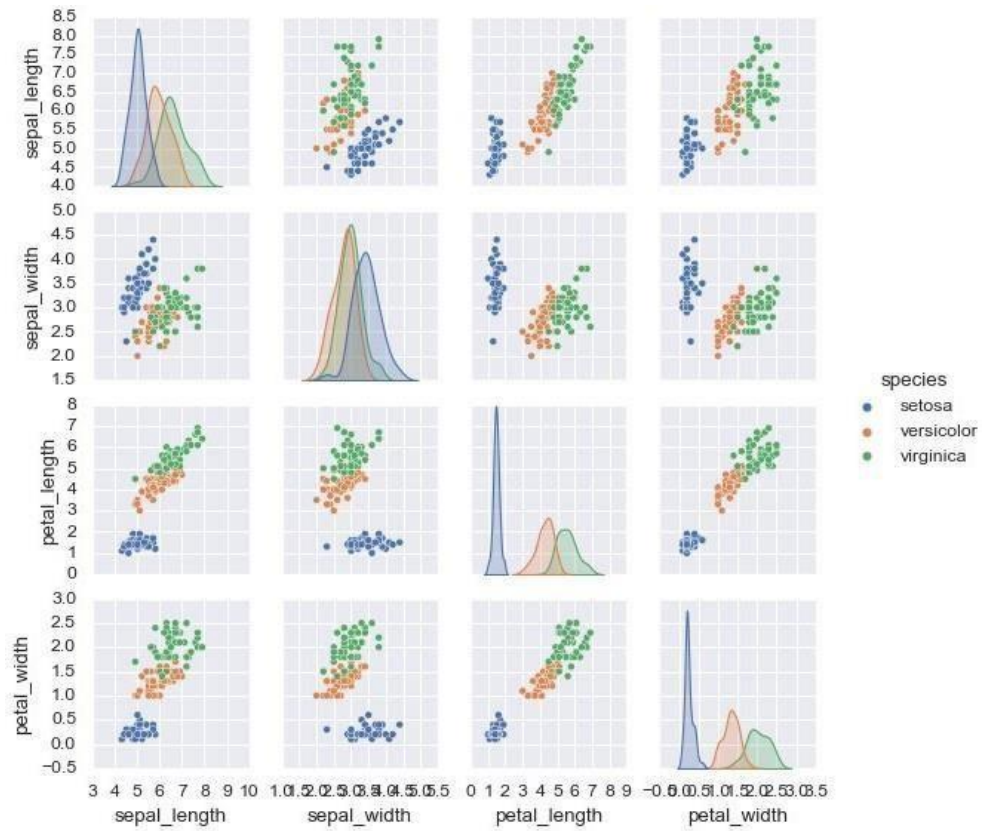 8.5
8.0
7.5
7.0
6.5
6.0
5.5
5.0
4.5
4.0
sepal_length
5.0
4.5
4.0
3.5
3.0
2.5
2.0
1.5
sepal_width
species
setosa
versicolor
virginica
8
7
6
5
4
3
2
1
0
petal_length
3.0
2.5
2.0
1.5
1.0
0.5
0.0
−0.5
petal_width
3 4 5 6 7 8 9 10
1.0 1.5 2.0 2.5 3.0 3.5 4.0 4.5 5.0 5.5
0 1 2 3 4 5 6 7 8 9
−0.5 0.0 0.5 1.0 1.5 2.0 2.5 3.0 3.5
sepal_length
sepal_width
petal_length
petal_width